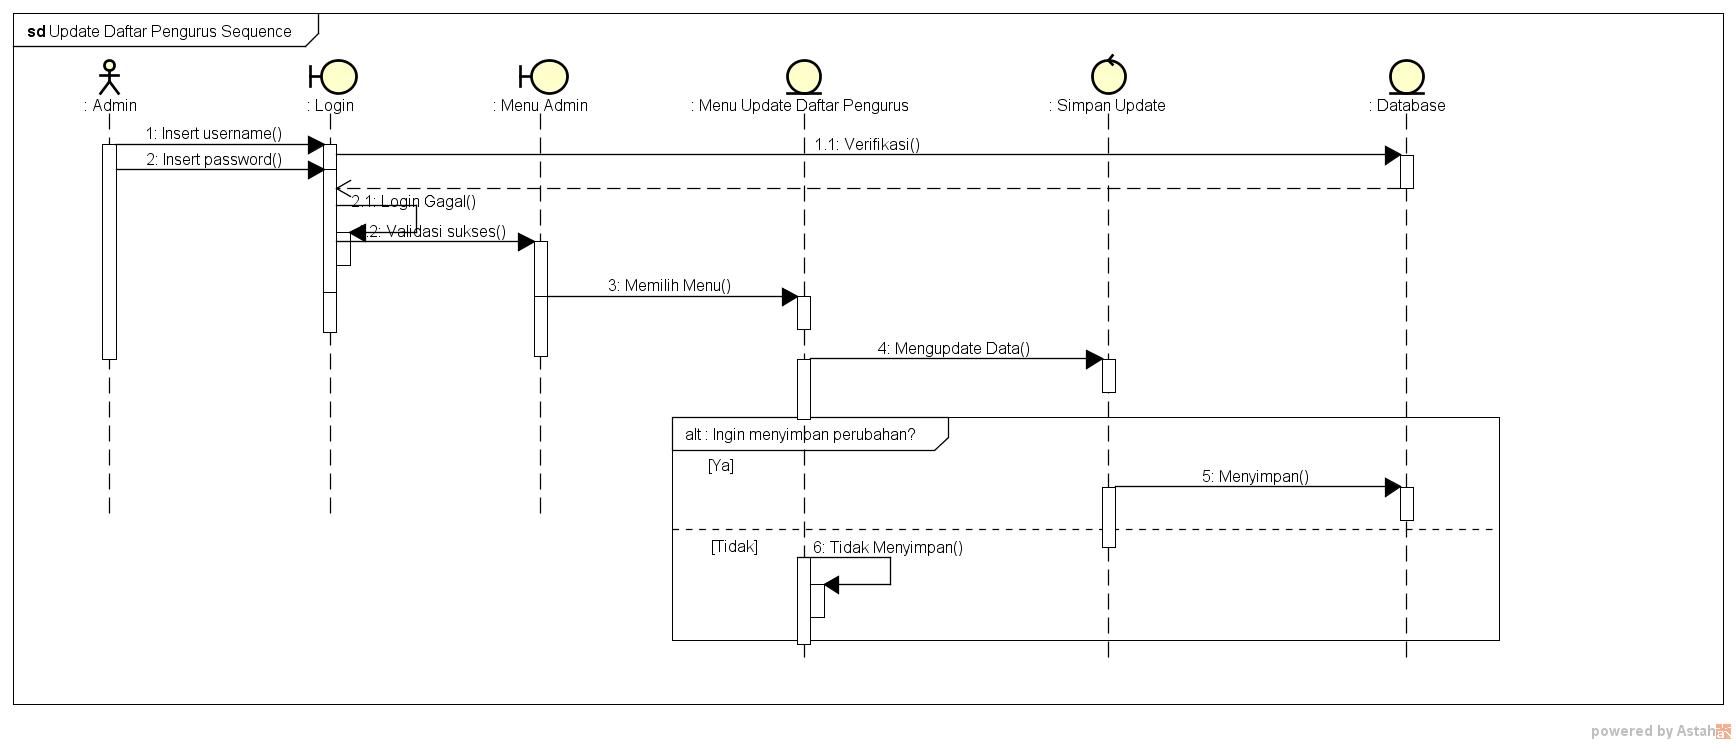 sd Update Daftar Pengurus Sequence
: Admin
: Login
: Menu Admin
: Menu Update Daftar Pengurus
: Simpan Update
: Database
1: Insert username()
1.1: Verifikasi()
2: Insert password()
2.1: Login Gagal()
.2: Validasi sukses()
3: Memilih Menu()
4: Mengupdate Data()
alt : Ingin menyimpan perubahan?
[Ya]
5: Menyimpan()
[Tidak]
6: Tidak Menyimpan()
powered by Astah